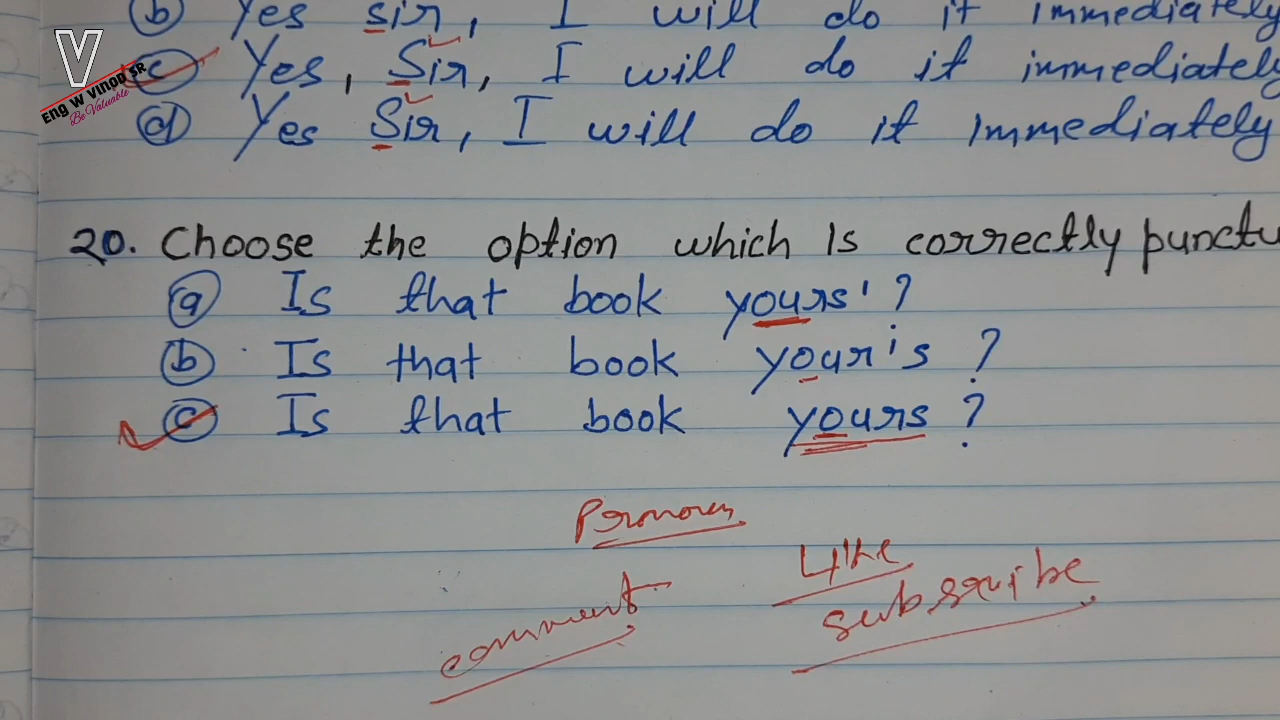 (b) Yes sir, I will do it immediately
(c) Yes, Sir, I will do it immediately
(d) Yes Sir, I will do it immediately
V
Eng W Vinod SR
Be Valuable
20. Choose the option which is correctly punctu
(a) Is that book yours' ?
(b) Is that book your's ?
(c) Is that book yours ?
Pronoun
Like
comment subscribe